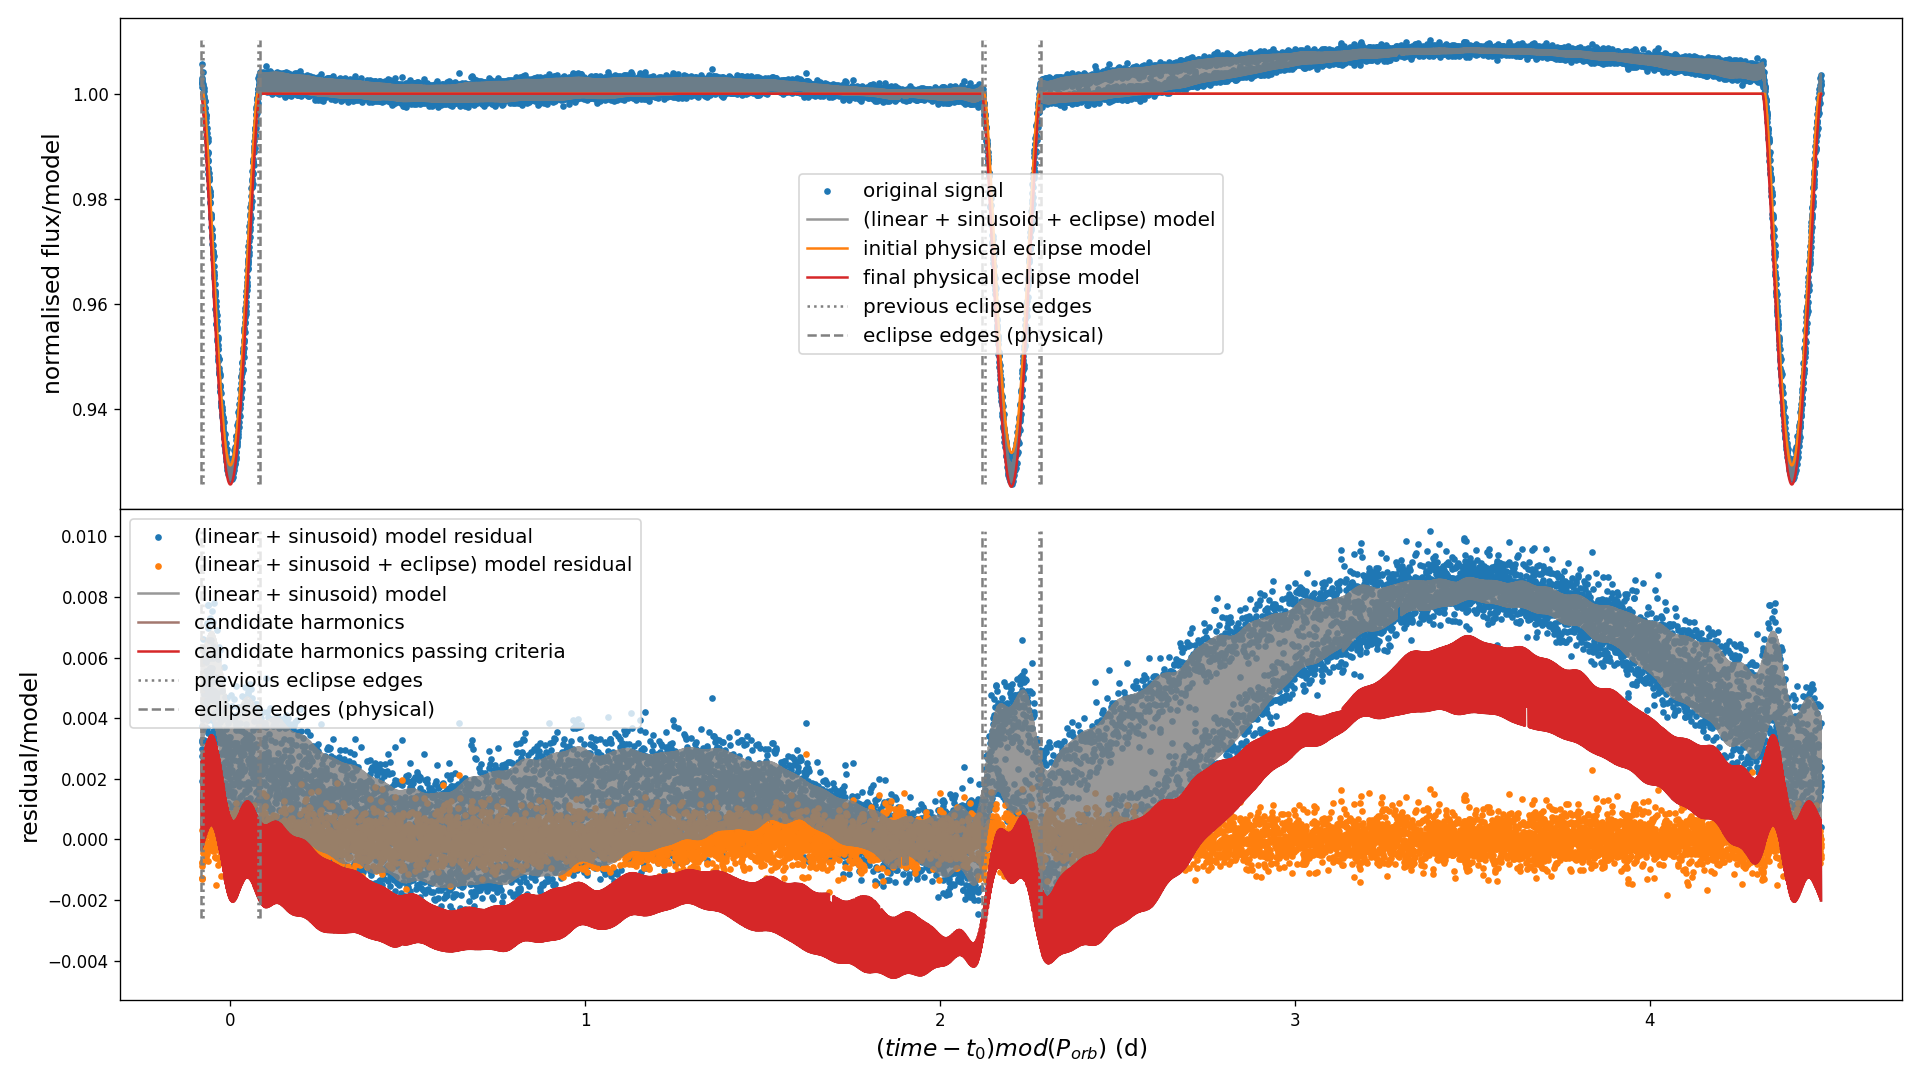 normalised flux/model
1.00
0.98
0.96
0.94
original signal
(linear + sinusoid + eclipse) model
initial physical eclipse model
final physical eclipse model
previous eclipse edges
eclipse edges (physical)
residual/model
0.010
0.008
0.006
0.004
0.002
0.000
−0.002
−0.004
(linear + sinusoid) model residual
(linear + sinusoid + eclipse) model residual
(linear + sinusoid) model
candidate harmonics
candidate harmonics passing criteria
previous eclipse edges
eclipse edges (physical)
0 1 2 3 4
(time − t₀)mod(Pₒᵣb) (d)